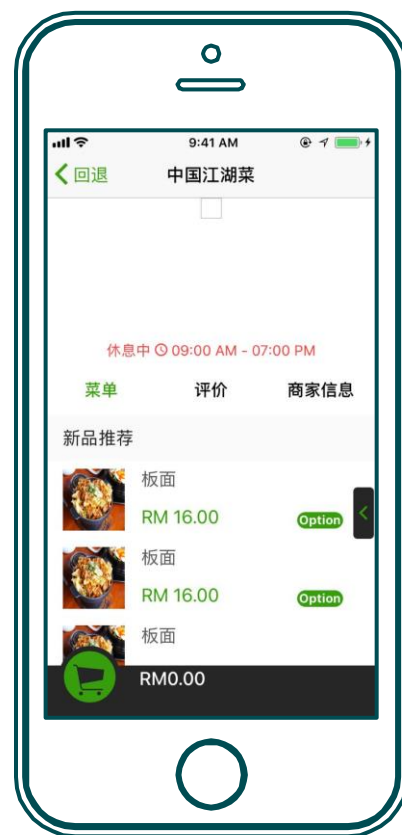 9:41 AM
回退
中国江湖菜
休息中 09:00 AM - 07:00 PM
菜单 评价 商家信息
新品推荐
板面
RM 16.00 Option
板面
RM 16.00 Option
板面
RM0.00